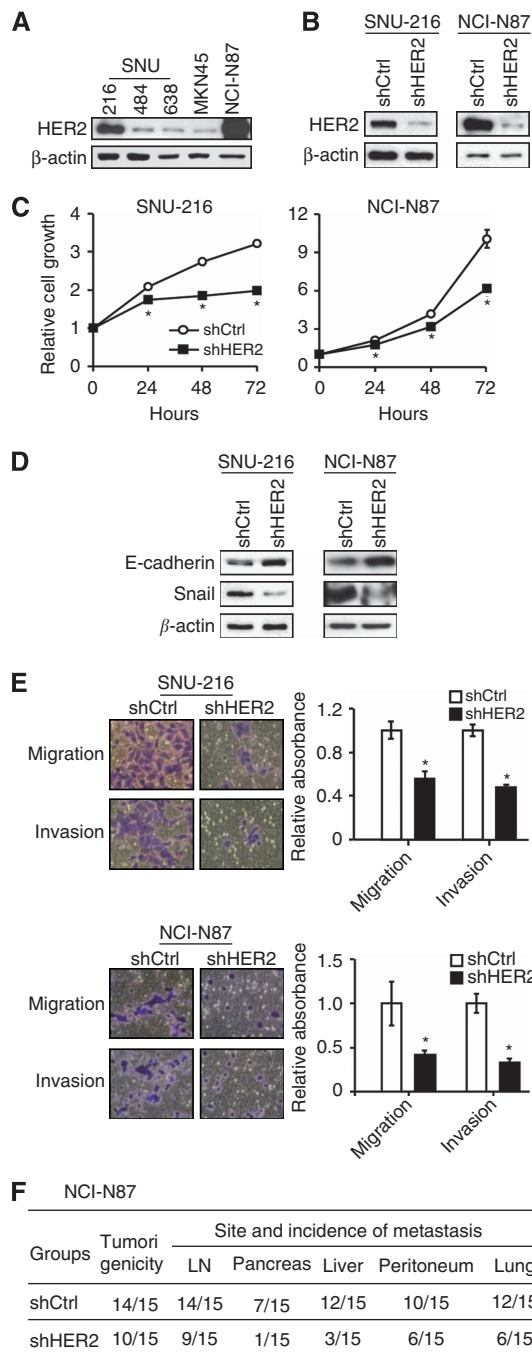 A
SNU
216
484
638
MKN45
NCI-N87
HER2
β-actin
B
SNU-216
NCI-N87
shCtrl
shHER2
shCtrl
shHER2
HER2
β-actin
C
SNU-216
NCI-N87
Relative cell growth
4
3
2
1
0
12
9
6
3
0
shCtrl
shHER2
*
*
*
*
*
*
0
24
48
72
0
24
48
72
Hours
Hours
D
SNU-216
NCI-N87
shCtrl
shHER2
shCtrl
shHER2
E-cadherin
Snail
β-actin
E
SNU-216
shCtrl
shHER2
Migration
Invasion
Relative absorbance
1.2
0.8
0.4
0
shCtrl
shHER2
*
*
Migration
Invasion
NCI-N87
shCtrl
shHER2
Migration
Invasion
Relative absorbance
1.5
1.0
0.5
0
shCtrl
shHER2
*
*
Migration
Invasion
F NCI-N87
Groups
Tumori
genicity
Site and incidence of metastasis
LN Pancreas Liver Peritoneum Lung
shCtrl 14/15 14/15 7/15 12/15 10/15 12/15
shHER2 10/15 9/15 1/15 3/15 6/15 6/15